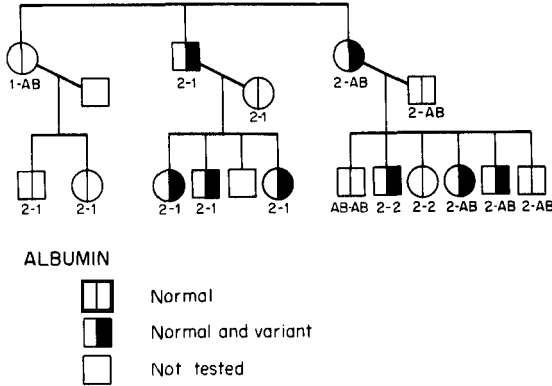 1-AB 2-1 2-AB
2-1 2-AB
2-1 2-1 2-1 2-1 2-1 AB-AB 2-2 2-2 2-AB 2-AB 2-AB
ALBUMIN
Normal
Normal and variant
Not tested